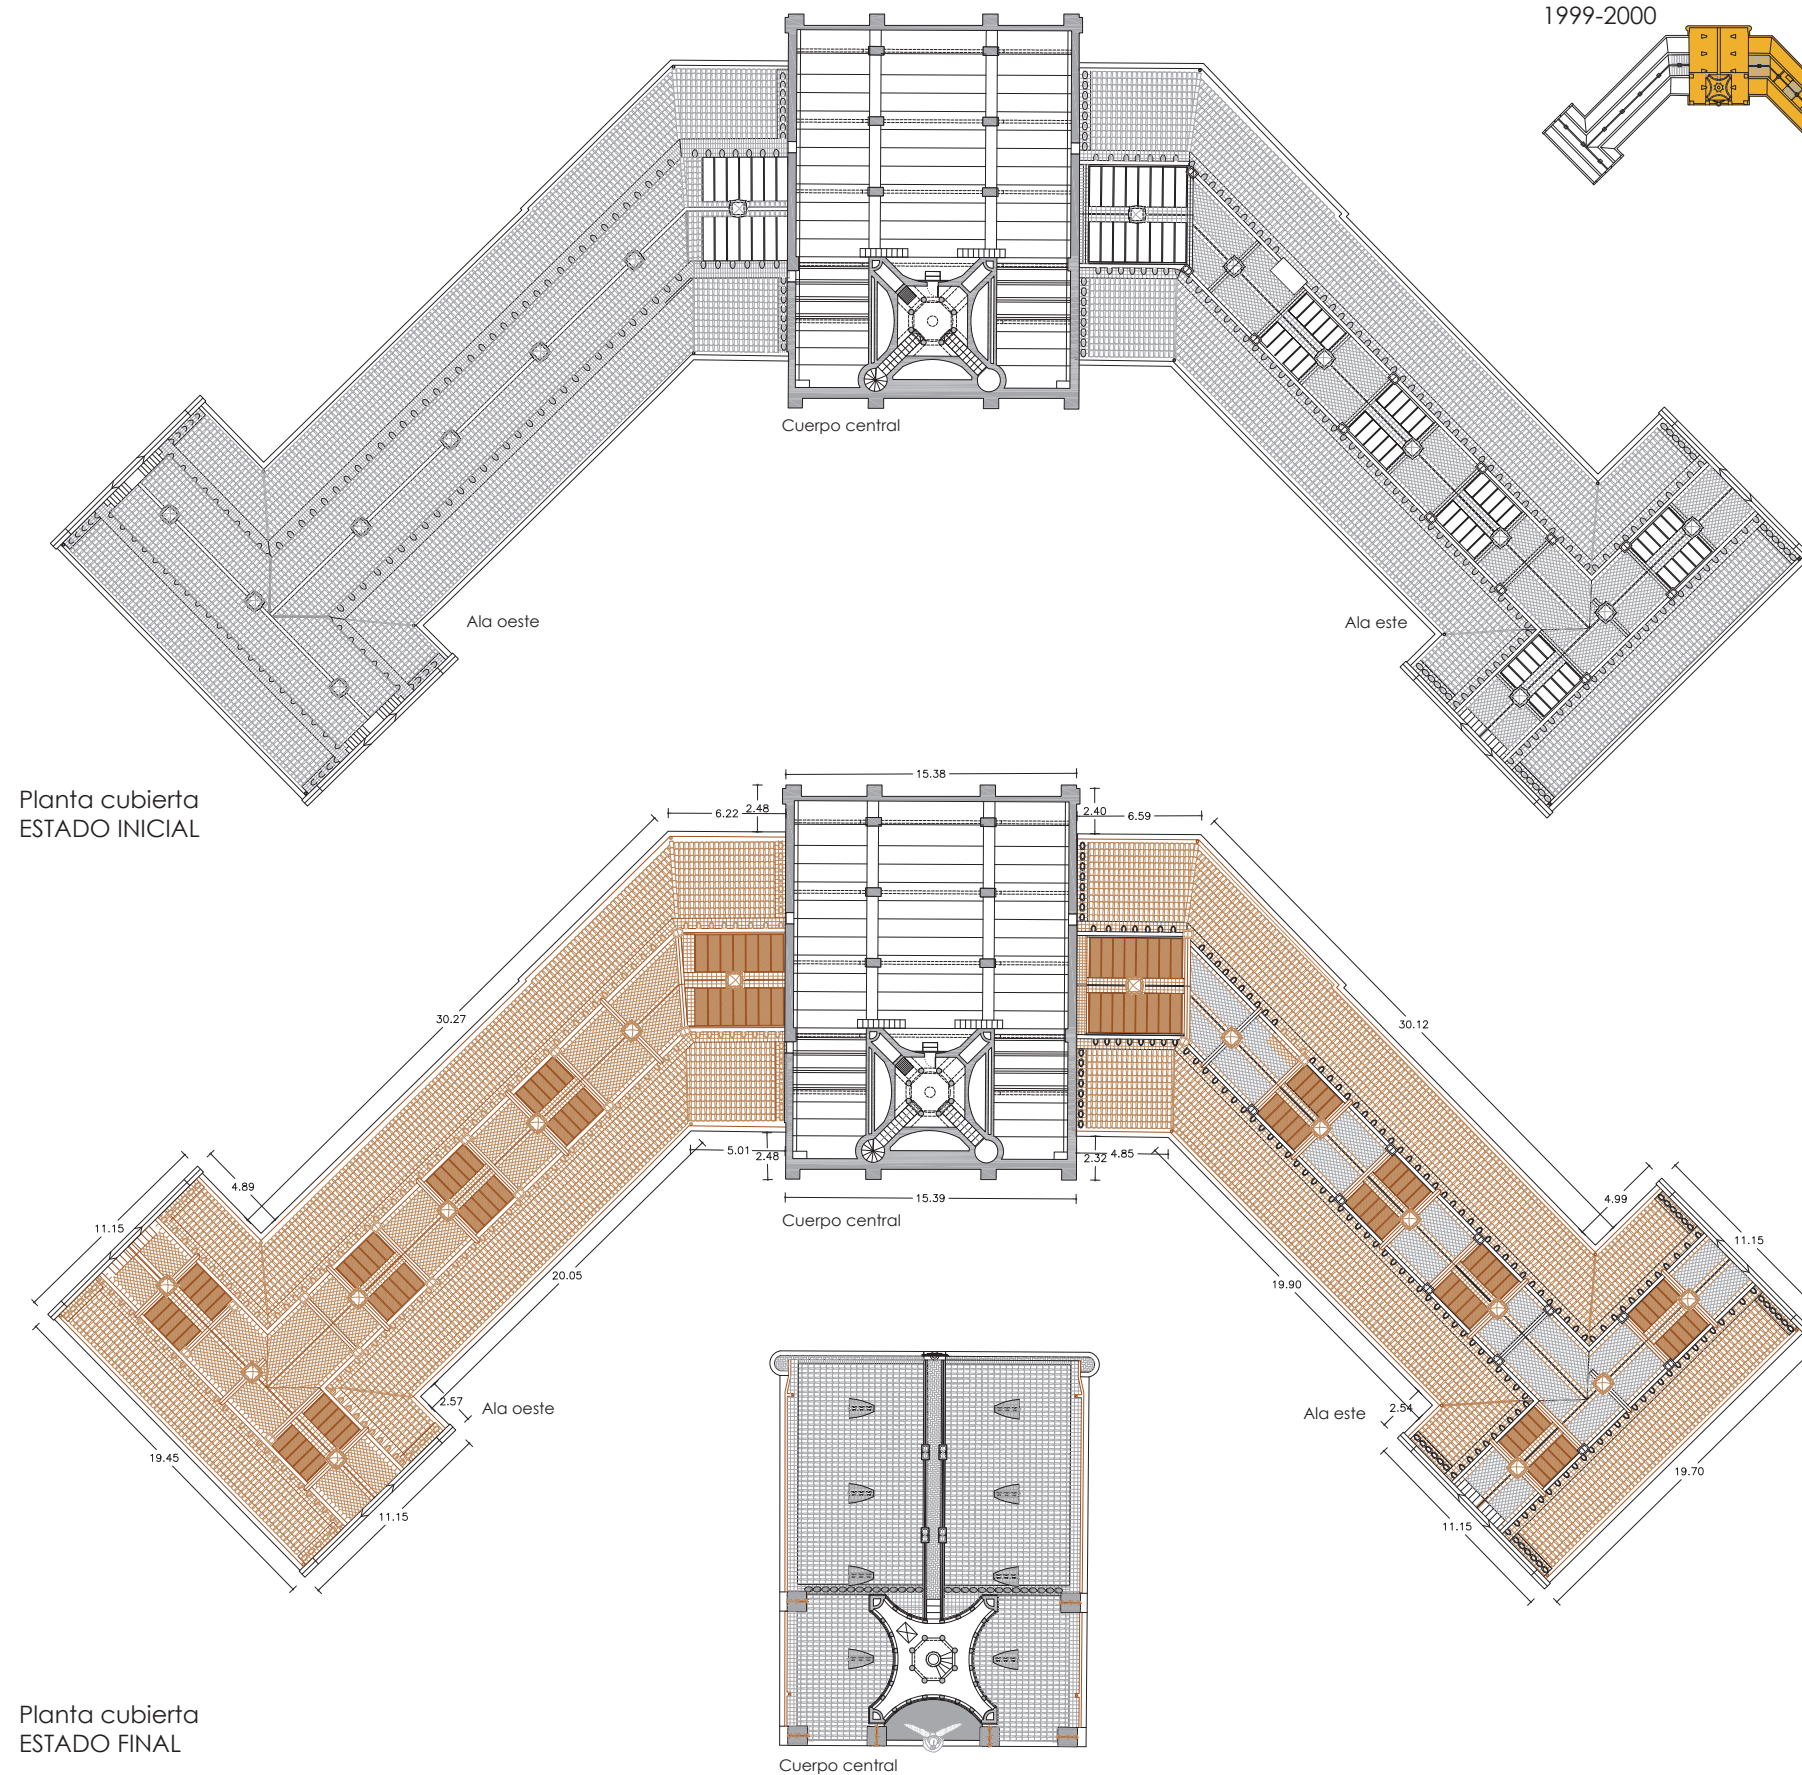 1999-2000
Cuerpo central
Ala oeste
Ala este
Planta cubierta
ESTADO INICIAL
15.38
6.22
2.48
2.40
6.59
30.27
30.12
5.01
2.48
2.32
4.85
15.39
Cuerpo central
4.89
11.15
4.99
11.15
20.05
19.90
2.57
Ala oeste
Ala este
2.54
19.45
19.70
11.15
11.15
Planta cubierta
ESTADO FINAL
Cuerpo central